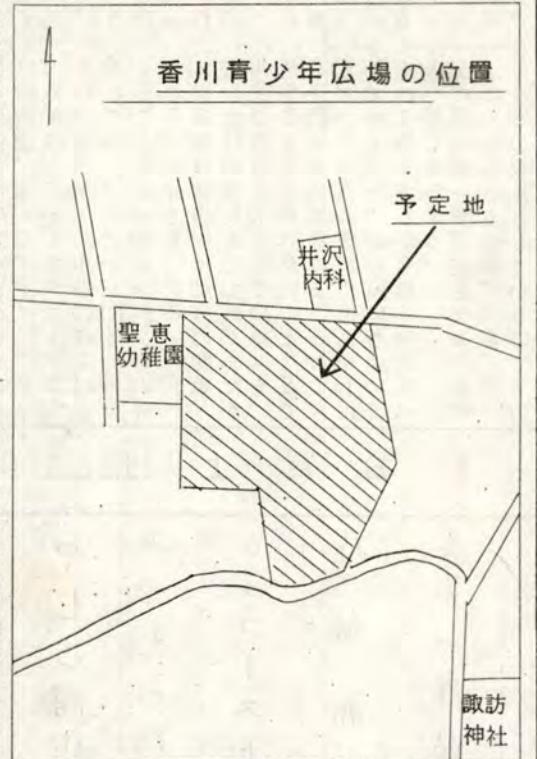 香川青少年広場の位置
予定地
井沢
内科
聖恵
幼稚園
諏訪
神社